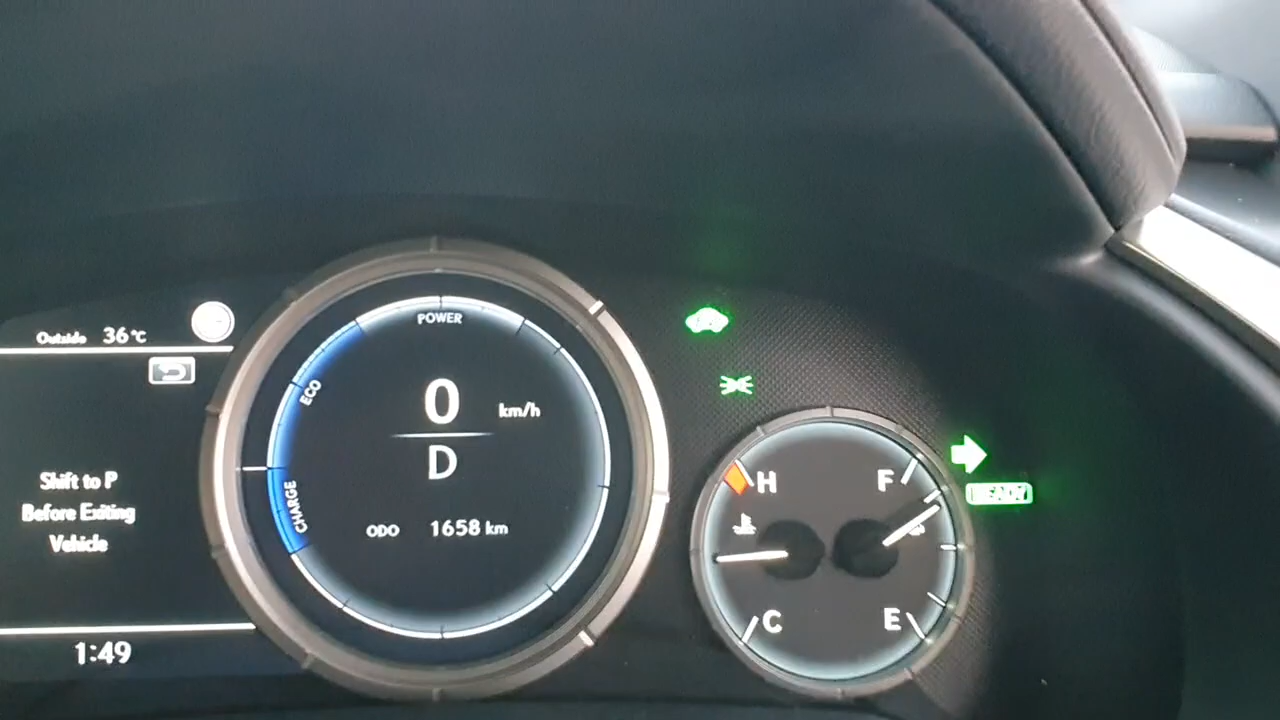 Outside 36°C
Shift to P
Before Exiting
Vehicle
1:49
POWER
ECO
CHARGE
0 km/h
D
ODO 1658 km
H
C
F
E
READY